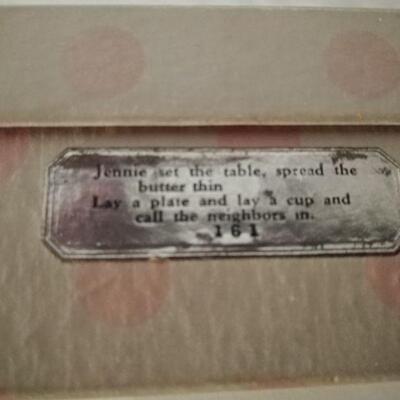 Jennie set the table, spread the
butter thin
Lay a plate and lay a cup and
call the neighbors in.
161